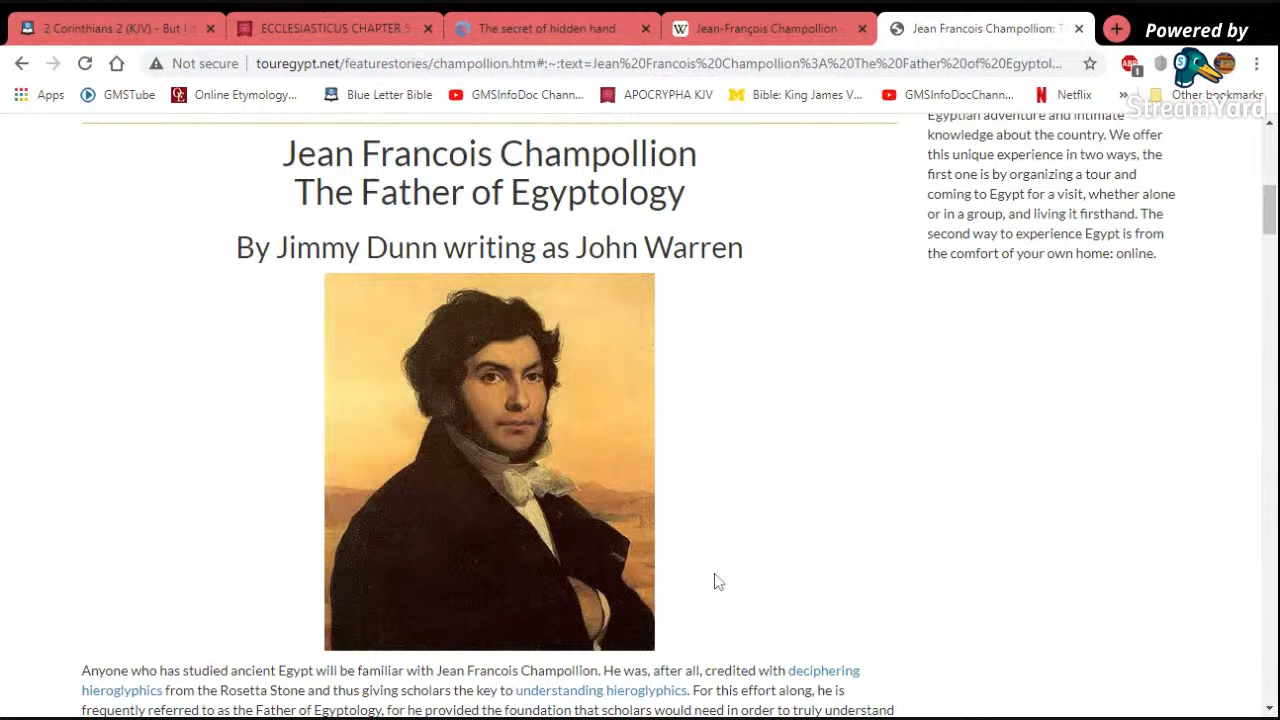 2 Corinthians 2 (KJV) - But I
ECCLESIASTICUS CHAPTER 5
The secret of hidden hand
Jean-François Champollion -
Jean Francois Champollion: T
Powered by
StreamYard
Not secure
touregypt.net/featurestories/champollion.htm#:~:text=Jean%20Francois%20Champollion%3A%20The%20Father%20of%20Egyptol...
Apps
GMSTube
Online Etymology...
Blue Letter Bible
GMSInfoDoc Chann...
APOCRYPHA KJV
Bible: King James V...
GMSInfoDocChann...
Netflix
Other bookmarks
Jean Francois Champollion
The Father of Egyptology
By Jimmy Dunn writing as John Warren
Anyone who has studied ancient Egypt will be familiar with Jean Francois Champollion. He was, after all, credited with deciphering
hieroglyphics from the Rosetta Stone and thus giving scholars the key to understanding hieroglyphics. For this effort along, he is
frequently referred to as the Father of Egyptology, for he provided the foundation that scholars would need in order to truly understand
Egyptian adventure and intimate
knowledge about the country. We offer
this unique experience in two ways, the
first one is by organizing a tour and
coming to Egypt for a visit, whether alone
or in a group, and living it firsthand. The
second way to experience Egypt is from
the comfort of your own home: online.